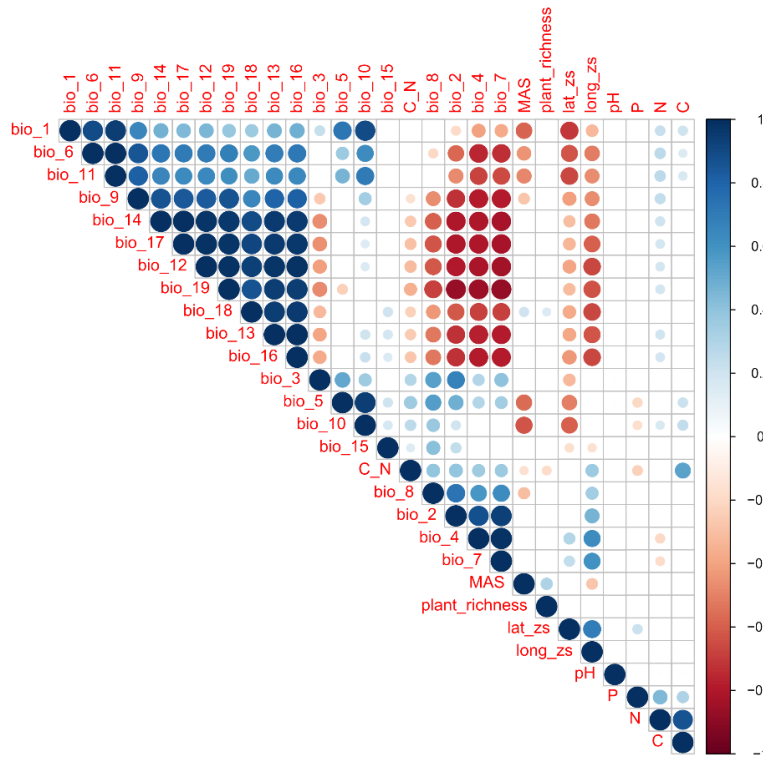 bio_1
bio_6
bio_11
bio_9
bio_14
bio_17
bio_12
bio_19
bio_18
bio_13
bio_16
bio_3
bio_5
bio_10
bio_15
C_N
bio_8
bio_2
bio_4
bio_7
MAS
plant_richness
lat_zs
long_zs
pH
P
N
C
bio_1
bio_6
bio_11
bio_9
bio_14
bio_17
bio_12
bio_19
bio_18
bio_13
bio_16
bio_3
bio_5
bio_10
bio_15
C_N
bio_8
bio_2
bio_4
bio_7
MAS
plant_richness
lat_zs
long_zs
pH
P
N
C
1
0